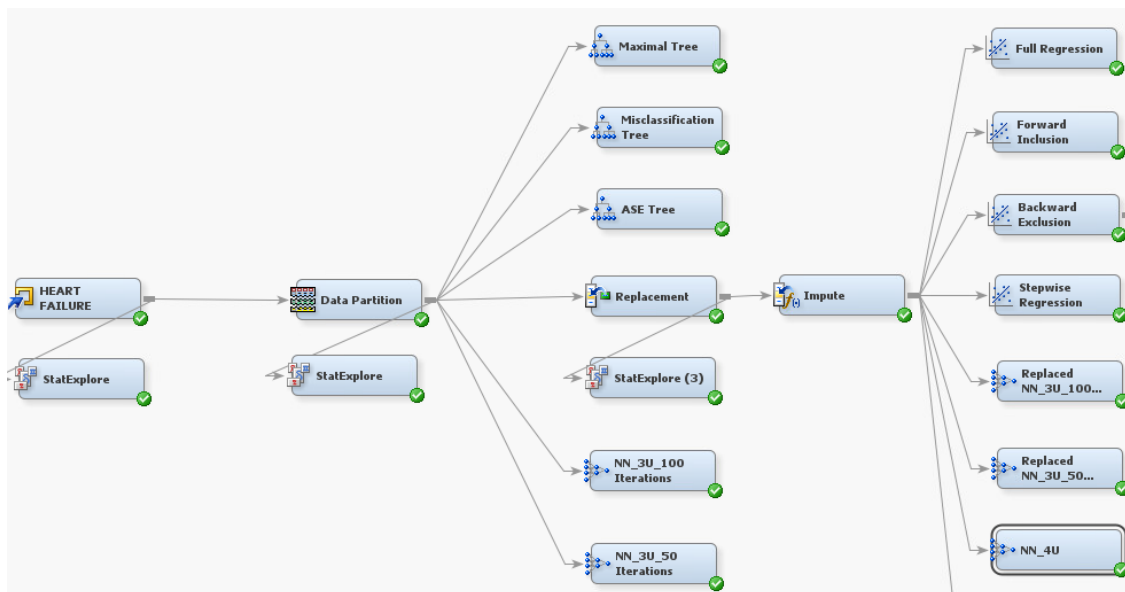 Maximal Tree
Full Regression
Misclassification
Tree
Forward
Inclusion
ASE Tree
Backward
Exclusion
HEART
FAILURE
Data Partition
Replacement
Impute
Stepwise
Regression
StatExplore
StatExplore
StatExplore (3)
Replaced
NN_3U_100...
NN_3U_100
Iterations
Replaced
NN_3U_50...
NN_3U_50
Iterations
NN_4U